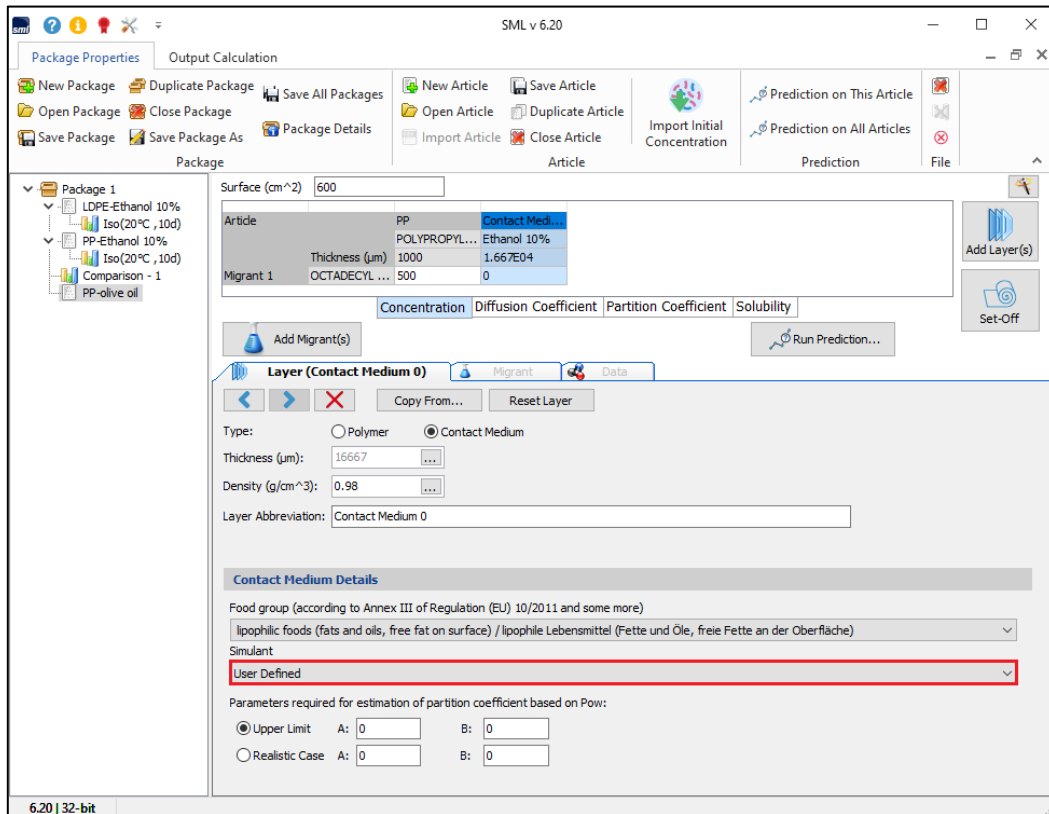 sml
SML v 6.20
Package Properties
Output Calculation
New Package
Duplicate Package
Save All Packages
Open Package
Close Package
Save Package
Save Package As
Package Details
Package
New Article
Save Article
Open Article
Duplicate Article
Import Article
Close Article
Import Initial
Concentration
Article
Prediction on This Article
Prediction on All Articles
Prediction
File
Package 1
LDPE-Ethanol 10%
Iso(20ºC ,10d)
PP-Ethanol 10%
Iso(20ºC ,10d)
Comparison - 1
PP-olive oil
Surface (cm^2) 600
Article PP Contact Medi...
POLYPROPYL... Ethanol 10%
Thickness (µm) 1000 1.667E04
Migrant 1 OCTADECYL ... 500 0
Concentration Diffusion Coefficient Partition Coefficient Solubility
Add Layer(s)
Set-Off
Add Migrant(s)
Run Prediction...
Layer (Contact Medium 0) Migrant Data
Copy From... Reset Layer
Type: Polymer Contact Medium
Thickness (µm): 16667 ...
Density (g/cm^3): 0.98 ...
Layer Abbreviation: Contact Medium 0
Contact Medium Details
Food group (according to Annex III of Regulation (EU) 10/2011 and some more)
lipophilic foods (fats and oils, free fat on surface) / lipophile Lebensmittel (Fette und Öle, freie Fette an der Oberfläche)
Simulant
User Defined
Parameters required for estimation of partition coefficient based on Pow:
Upper Limit A: 0 B: 0
Realistic Case A: 0 B: 0
6.20 | 32-bit